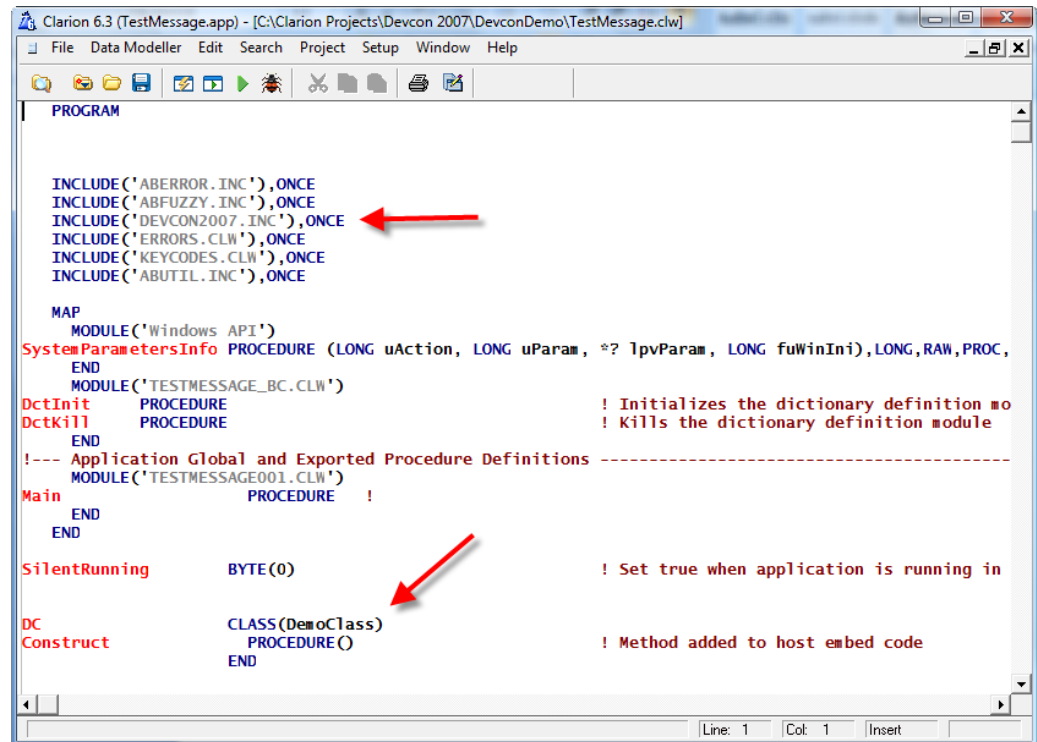 Clarion 6.3 (TestMessage.app) - [C:\Clarion Projects\Devcon 2007\DevconDemo\TestMessage.clw]
File Data Modeller Edit Search Project Setup Window Help
PROGRAM
INCLUDE('ABERROR.INC'),ONCE
INCLUDE('ABFUZZY.INC'),ONCE
INCLUDE('DEVCON2007.INC'),ONCE
INCLUDE('ERRORS.CLW'),ONCE
INCLUDE('KEYCODES.CLW'),ONCE
INCLUDE('ABUTIL.INC'),ONCE
MAP
MODULE('Windows API')
SystemParametersInfo PROCEDURE (LONG uAction, LONG uParam, *? lpvParam, LONG fuWinIni),LONG,RAW,PROC,
END
MODULE('TESTMESSAGE_BC.CLW')
DctInit PROCEDURE ! Initializes the dictionary definition mo
DctKill PROCEDURE ! Kills the dictionary definition module
END
!--- Application Global and Exported Procedure Definitions -------------------------------------------
MODULE('TESTMESSAGE001.CLW')
Main PROCEDURE !
END
END
SilentRunning BYTE(0) ! Set true when application is running in
DC CLASS(DemoClass)
Construct PROCEDURE() ! Method added to host embed code
END
Line: 1 Col: 1 Insert